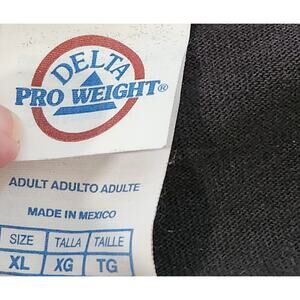 DELTA
PRO WEIGHT®
ADULT ADULTO ADULTE
MADE IN MEXICO
SIZE TALLA TAILLE
XL XG TG